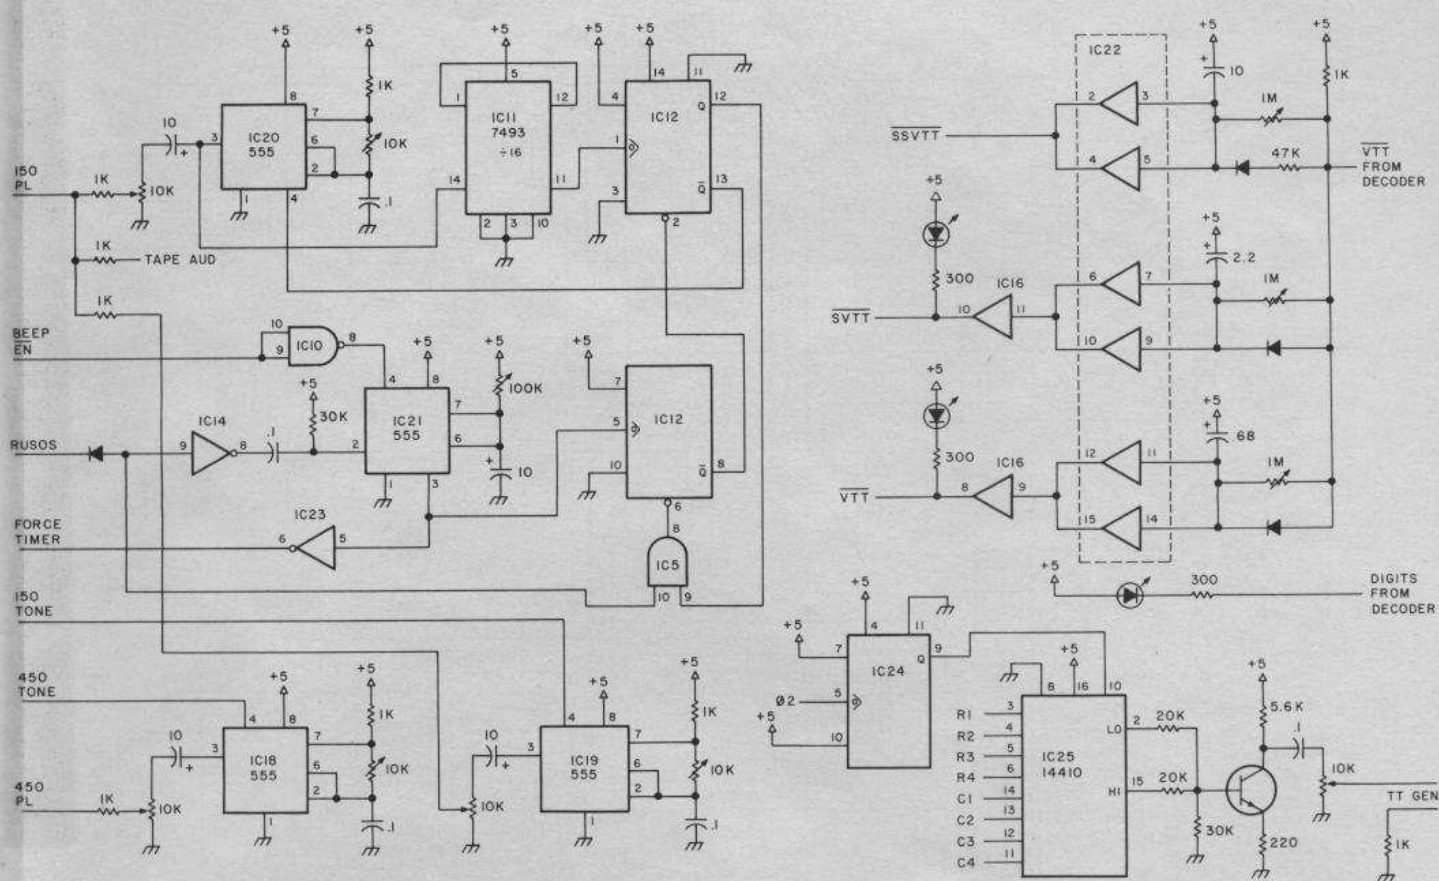 +5
+5
+5
+5
+5
+5
+5
1K
8
7
6
2
3
1
4
IC20
555
10K
.1
10
+
1K
10K
150
PL
1K
TAPE AUD
1K
5
1
12
IC11
7493
÷16
14
11
2
3
10
14
11
4
12
Q
IC12
1
3
13
Q̅
2
IC22
+
10
1K
2
3
1M
S̅S̅V̅T̅T̅
4
5
47K
V̅T̅T̅
FROM
DECODER
+5
+5
+
2.2
300
IC16
6
7
1M
S̅V̅T̅T̅
10
11
10
9
BEEP
E̅N̅
10
9
IC10
8
+5
+5
+5
4
8
100K
7
IC21
555
6
+
10
2
1
3
+5
30K
IC14
9
8
.1
RUSOS
7
5
IC12
10
Q̅
8
6
8
IC5
10
9
+5
+5
+
68
300
IC16
12
11
1M
V̅T̅T̅
8
9
15
14
FORCE
TIMER
IC23
6
5
150
TONE
+5
300
DIGITS
FROM
DECODER
450
TONE
+5
+5
1K
4
8
7
10
+
3
IC18
555
6
2
1
10K
.1
450
PL
1K
10K
+5
+5
1K
4
8
7
10
+
3
IC19
555
6
2
1
10K
.1
10K
+5
+5
4
11
7
Q
9
IC24
Ø2
5
+5
10
+5
8
16
10
R1
3
R2
4
R3
5
R4
6
C1
14
C2
13
C3
12
C4
11
IC25
14410
LO
2
20K
HI
15
20K
30K
+5
5.6K
.1
10K
220
TT GEN
1K